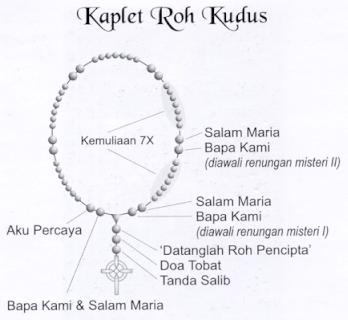 Kaplet Roh Kudus
Kemuliaan 7X
Salam Maria
Bapa Kami
(diawali renungan misteri II)
Salam Maria
Bapa Kami
(diawali renungan misteri I)
Aku Percaya
'Datanglah Roh Pencipta'
Doa Tobat
Tanda Salib
Bapa Kami & Salam Maria